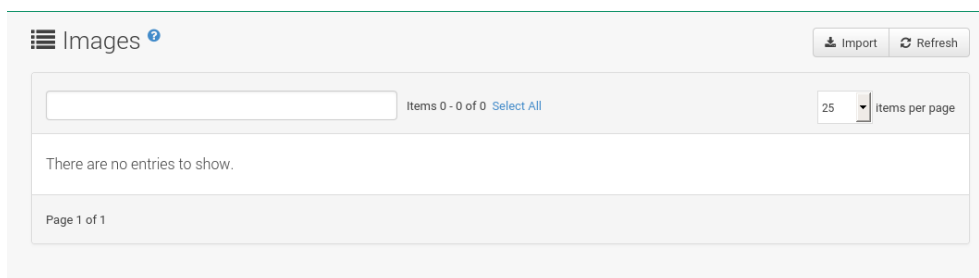 Images ?
Import Refresh
Items 0 - 0 of 0 Select All 25 items per page
There are no entries to show.
Page 1 of 1